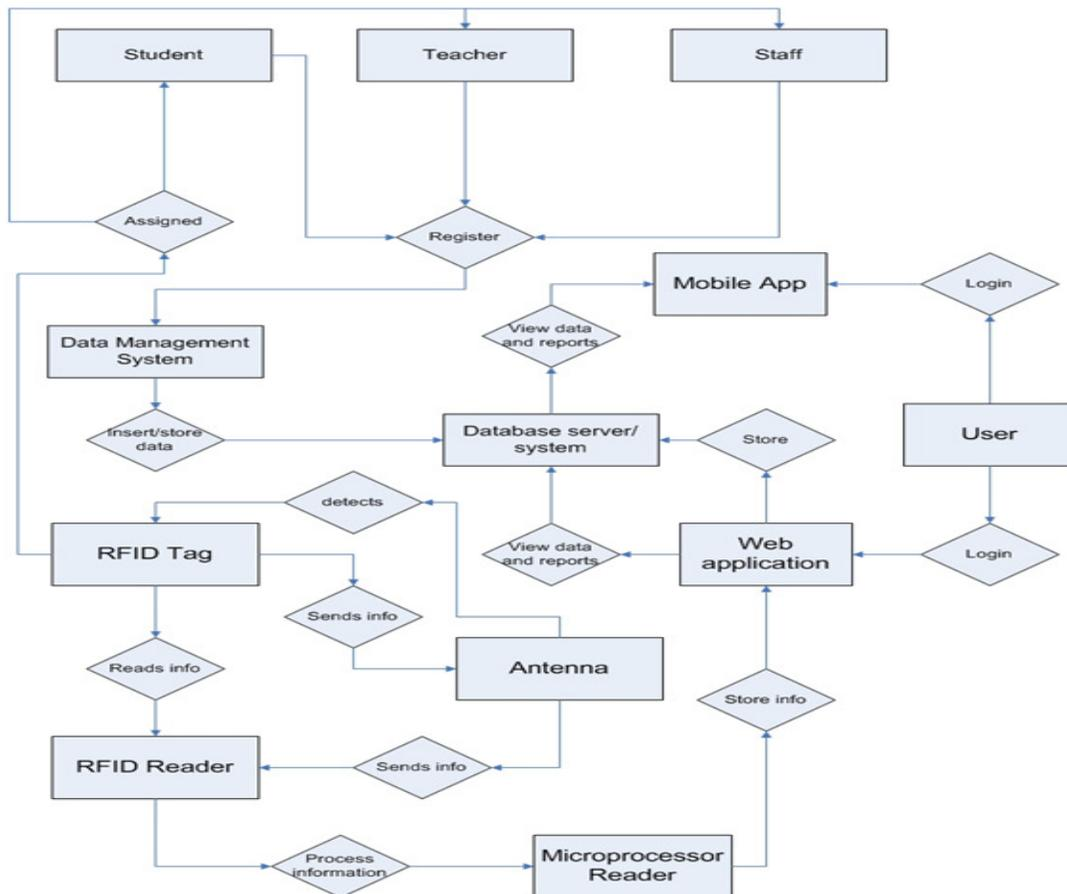 Student
Teacher
Staff
Assigned
Register
Mobile App
Login
View data
and reports
Data Management
System
Insert/store
data
Database server/
system
Store
User
detects
RFID Tag
View data
and reports
Web
application
Login
Sends info
Reads info
Antenna
Store info
RFID Reader
Sends info
Process
information
Microprocessor
Reader